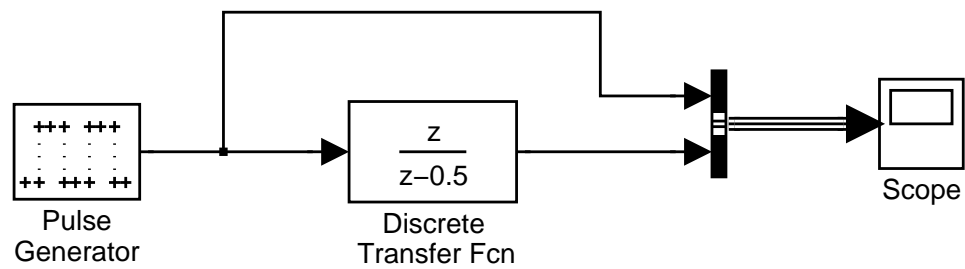 z
z−0.5
Pulse
Generator
Discrete
Transfer Fcn
Scope